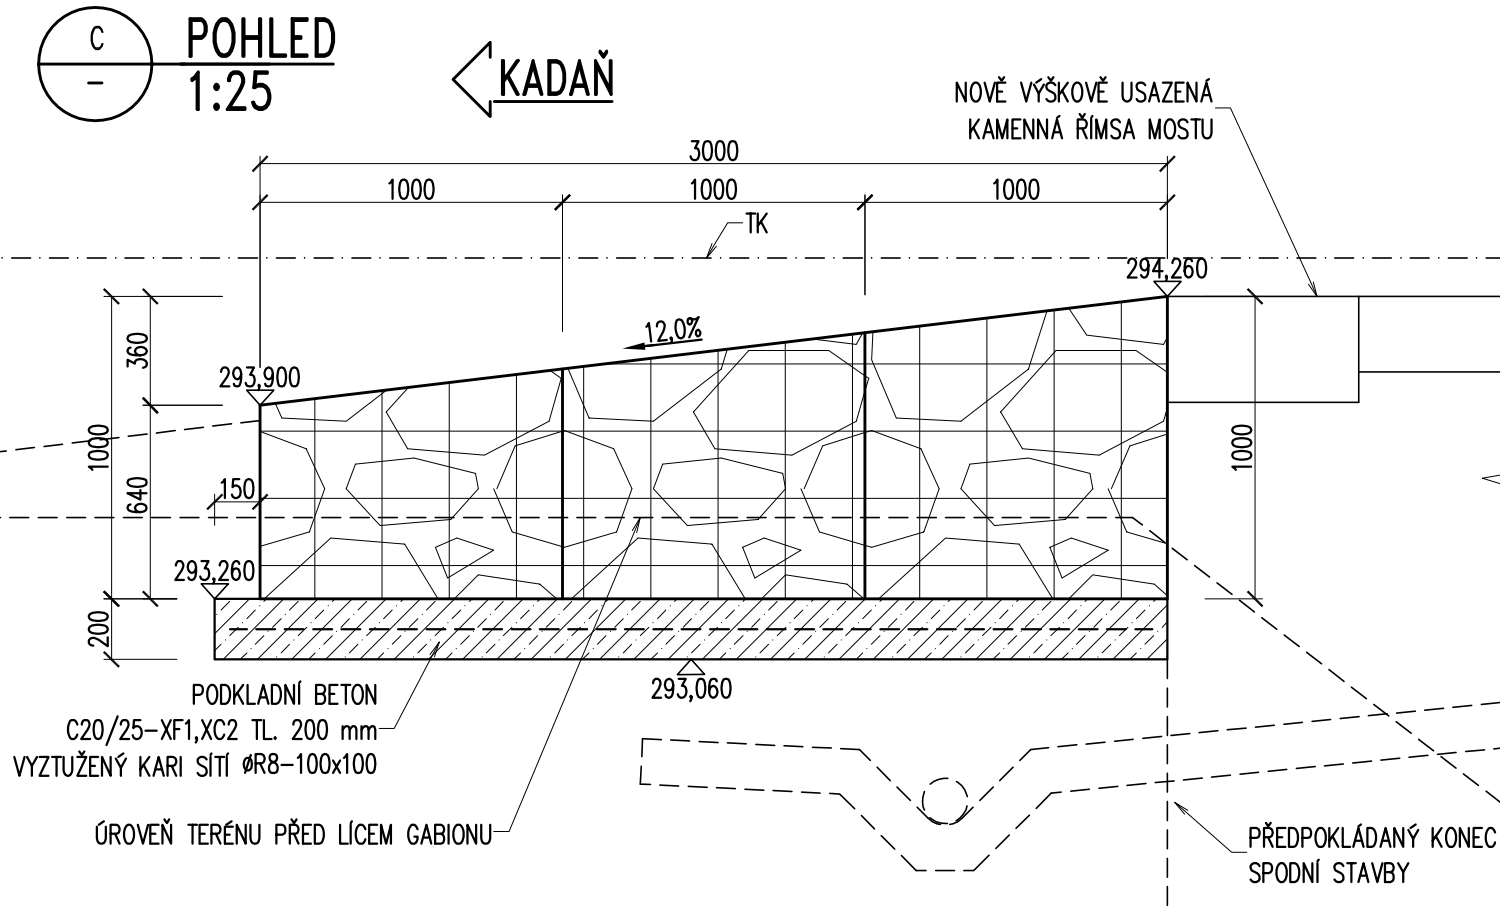 C
POHLED
–
1:25
KADAŇ
NOVĚ VÝŠKOVĚ USAZENÁ
KAMENNÁ ŘÍMSA MOSTU
3000
1000
1000
1000
TK
294,260
12,0%
360
293,900
1000
1000
640
150
293,260
200
293,060
PODKLADNÍ BETON
C20/25–XF1,XC2 TL. 200 mm
VYZTUŽENÝ KARI SÍTÍ ØR8–100x100
ÚROVEŇ TERÉNU PŘED LÍCEM GABIONU
PŘEDPOKLÁDANÝ KONEC
SPODNÍ STAVBY